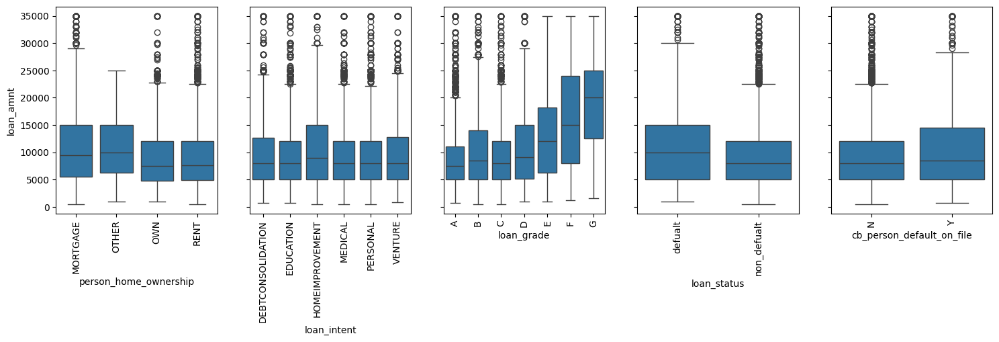 35000
30000
25000
20000
15000
10000
5000
0
loan_amnt
MORTGAGE
OTHER
OWN
RENT
person_home_ownership
DEBTCONSOLIDATION
EDUCATION
HOMEIMPROVEMENT
MEDICAL
PERSONAL
VENTURE
loan_intent
A
B
C
D
E
F
G
loan_grade
defualt
non_defualt
loan_status
N
Y
cb_person_default_on_file